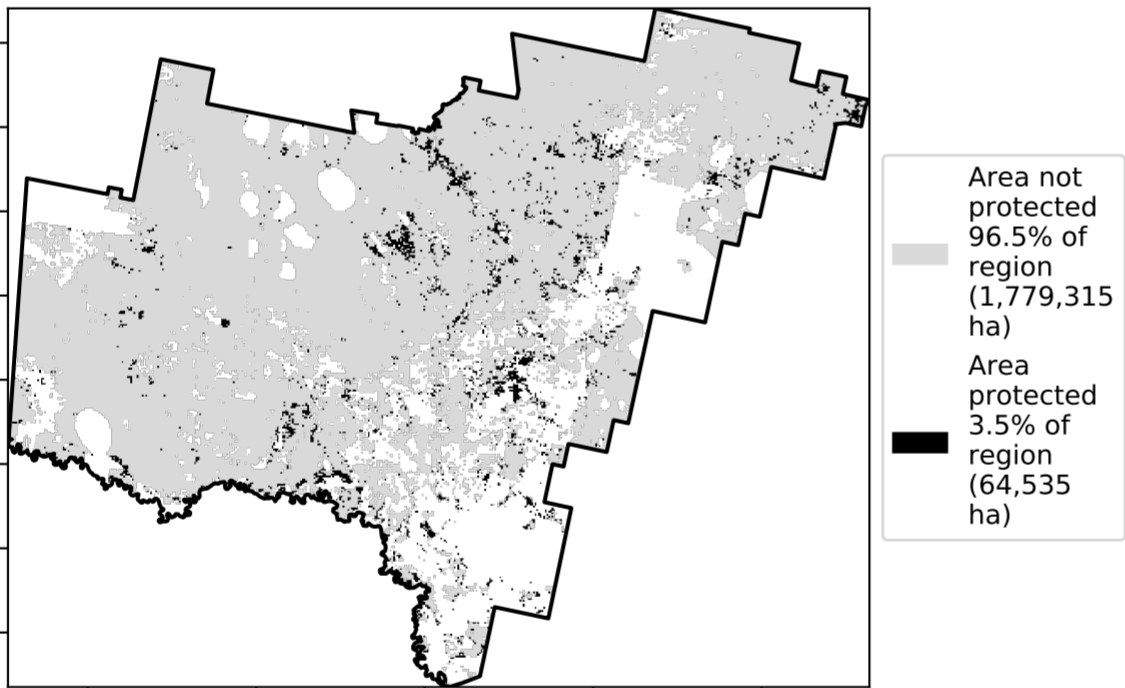 Area not
protected
96.5% of
region
(1,779,315
ha)
Area
protected
3.5% of
region
(64,535
ha)